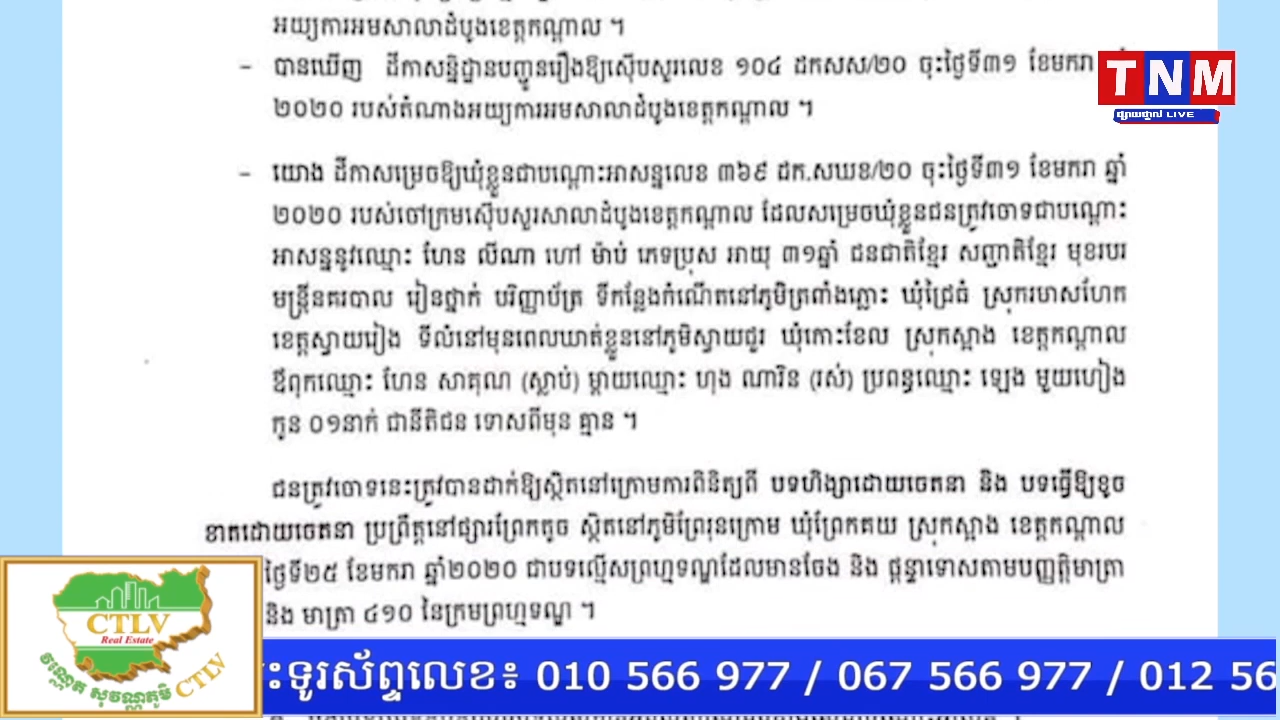 អយ្យការអមសាលាដំបូងខេត្តកណ្ដាល ។
- បានឃើញ ដីកាសន្និដ្ឋានបញ្ជូនរឿងឱ្យស៊ើបសួរលេខ ១០៤ ដកសស/២០ ចុះថ្ងៃទី៣១ ខែមករា
២០២០ របស់តំណាងអយ្យការអមសាលាដំបូងខេត្តកណ្ដាល ។
TNM
ផ្សាយផ្ទាល់ LIVE
- យោង ដីកាសម្រេចឱ្យឃុំខ្លួនជាបណ្ដោះអាសន្នលេខ ៣៦៩ ដក.សឃខ/២០ ចុះថ្ងៃទី៣១ ខែមករា ឆ្នាំ
២០២០ របស់ចៅក្រមស៊ើបសួរសាលាដំបូងខេត្តកណ្ដាល ដែលសម្រេចឃុំខ្លួនជនត្រូវចោទជាបណ្ដោះ
អាសន្ននូវឈ្មោះ ហែន លីណា ហៅ ម៉ាប់ ភេទប្រុស អាយុ ៣១ឆ្នាំ ជនជាតិខ្មែរ សញ្ជាតិខ្មែរ មុខរបរ
មន្ត្រីនគរបាល រៀនថ្នាក់ បរិញ្ញាប័ត្រ ទីកន្លែងកំណើតនៅភូមិត្រពាំងភ្លោះ ឃុំជ្រៃធំ ស្រុករមាសហែក
ខេត្តស្វាយរៀង ទីលំនៅមុនពេលឃាត់ខ្លួននៅភូមិស្វាយជួរ ឃុំកោះខែល ស្រុកស្អាង ខេត្តកណ្ដាល
ឪពុកឈ្មោះ ហែន សាគុណ (ស្លាប់) ម្ដាយឈ្មោះ ហុង ណារិន (រស់) ប្រពន្ធឈ្មោះ ឡេង មួយហៀង
កូន ០១នាក់ ជានីតិជន ទោសពីមុន គ្មាន ។
ជនត្រូវចោទនេះត្រូវបានដាក់ឱ្យស្ថិតនៅក្រោមការពិនិត្យពី បទហិង្សាដោយចេតនា និង បទធ្វើឱ្យខូច
ខាតដោយចេតនា ប្រព្រឹត្តនៅផ្សារព្រែកតូច ស្ថិតនៅភូមិព្រៃរុនក្រោម ឃុំព្រែកគយ ស្រុកស្អាង ខេត្តកណ្ដាល
ថ្ងៃទី២៥ ខែមករា ឆ្នាំ២០២០ ជាបទល្មើសព្រហ្មទណ្ឌដែលមានចែង និង ផ្ដន្ទាទោសតាមបញ្ញត្តិមាត្រា
និង មាត្រា ៤១០ នៃក្រមព្រហ្មទណ្ឌ ។
CTLV
Real Estate
វណ្ណេត សុវណ្ណភូមិ CTLV
ទូរស័ព្ទលេខ៖ 010 566 977 / 067 566 977 / 012 56